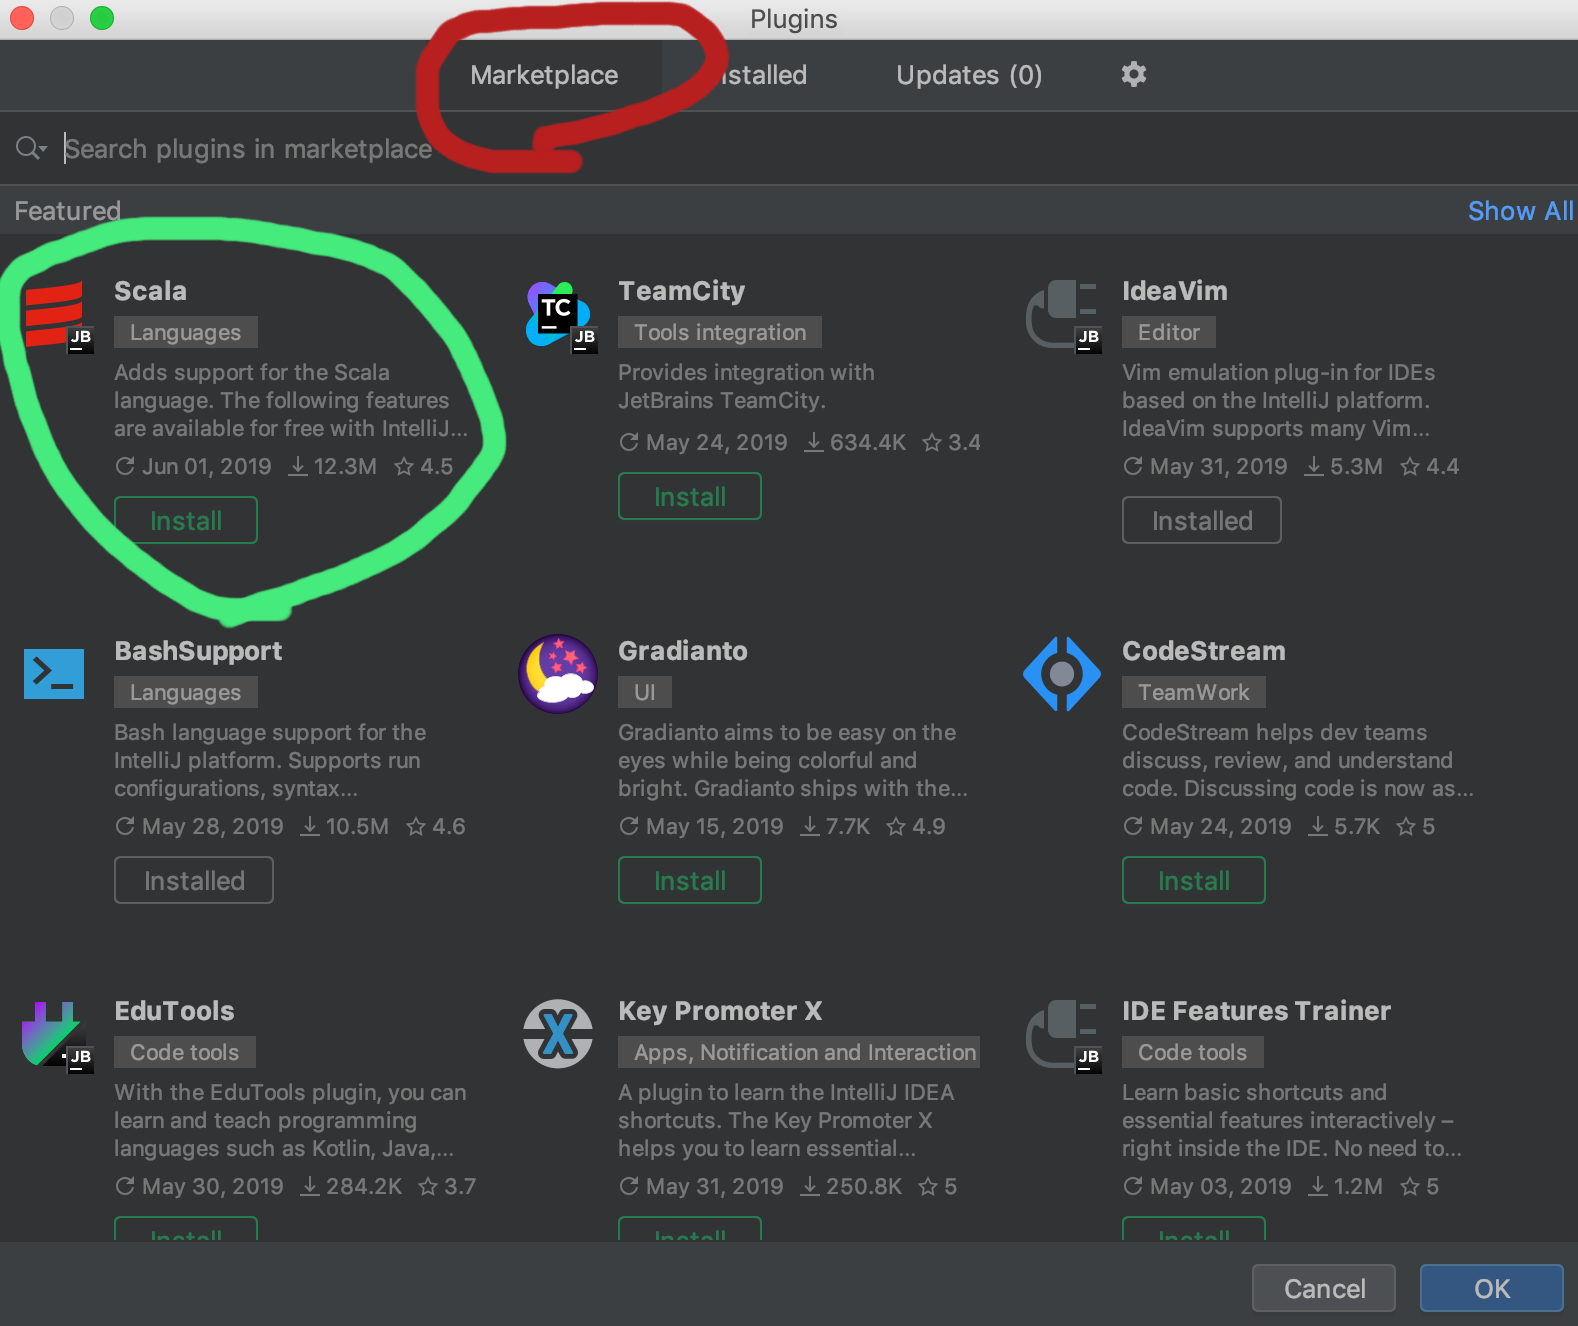 Plugins
Marketplace stalled Updates (0)
Search plugins in marketplace
Featured Show All
Scala
Languages
Adds support for the Scala
language. The following features
are available for free with IntelliJ...
Jun 01, 2019 12.3M 4.5
Install
JB
TeamCity
Tools integration
Provides integration with
JetBrains TeamCity.
May 24, 2019 634.4K 3.4
Install
TC
JB
IdeaVim
Editor
Vim emulation plug-in for IDEs
based on the IntelliJ platform.
IdeaVim supports many Vim...
May 31, 2019 5.3M 4.4
Installed
JB
BashSupport
Languages
Bash language support for the
IntelliJ platform. Supports run
configurations, syntax...
May 28, 2019 10.5M 4.6
Installed
Gradianto
UI
Gradianto aims to be easy on the
eyes while being colorful and
bright. Gradianto ships with the...
May 15, 2019 7.7K 4.9
Install
CodeStream
TeamWork
CodeStream helps dev teams
discuss, review, and understand
code. Discussing code is now as...
May 24, 2019 5.7K 5
Install
EduTools
Code tools
With the EduTools plugin, you can
learn and teach programming
languages such as Kotlin, Java,...
May 30, 2019 284.2K 3.7
Install
JB
Key Promoter X
Apps, Notification and Interaction
A plugin to learn the IntelliJ IDEA
shortcuts. The Key Promoter X
helps you to learn essential...
May 31, 2019 250.8K 5
Install
X
IDE Features Trainer
Code tools
Learn basic shortcuts and
essential features interactively –
right inside the IDE. No need to...
May 03, 2019 1.2M 5
Install
JB
Cancel OK